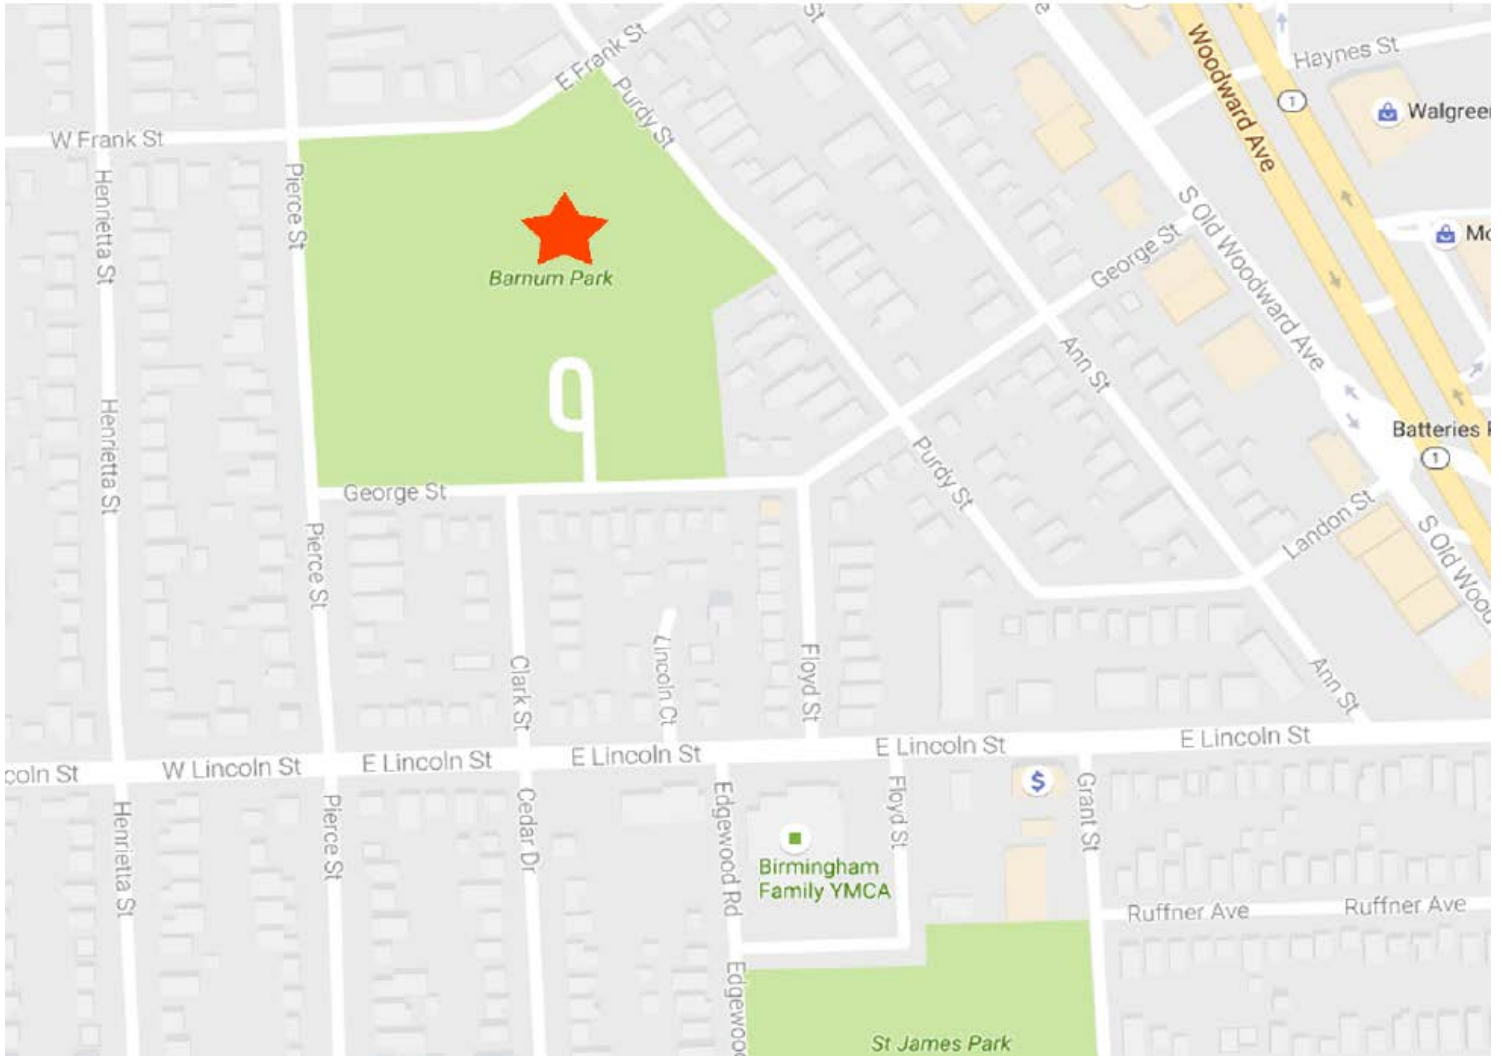 St
e
Woodward Ave
Haynes St
1
Walgree
E Frank St
Purdy St
W Frank St
Pierce St
Henrietta St
S Old Woodward Ave
George St
Mo
Barnum Park
Ann St
Henrietta St
Batteries
1
George St
Purdy St
Landon St
S Old Wood
Pierce St
Clark St
Lincoln Ct
Floyd St
Ann St
coln St
W Lincoln St
E Lincoln St
E Lincoln St
E Lincoln St
E Lincoln St
Henrietta St
Pierce St
Cedar Dr
Edgewood Rd
Floyd St
$
Grant St
Birmingham
Family YMCA
Ruffner Ave
Ruffner Ave
Edgewoo
St James Park